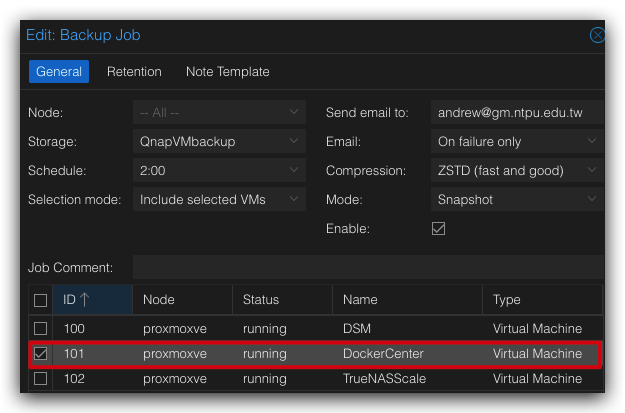 Edit: Backup Job
General Retention Note Template
Node: -- All -- Send email to: andrew@gm.ntpu.edu.tw
Storage: QnapVMbackup Email: On failure only
Schedule: 2:00 Compression: ZSTD (fast and good)
Selection mode: Include selected VMs Mode: Snapshot
Enable:
Job Comment:
ID↑ Node Status Name Type
100 proxmoxve running DSM Virtual Machine
101 proxmoxve running DockerCenter Virtual Machine
102 proxmoxve running TrueNASScale Virtual Machine